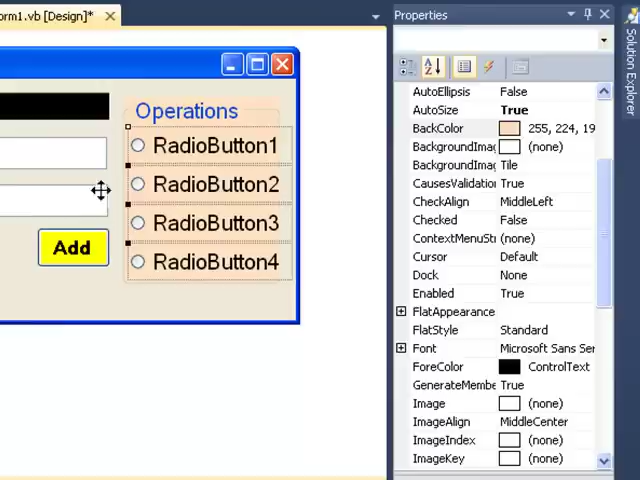 orm1.vb [Design]*
Operations
RadioButton1
RadioButton2
RadioButton3
RadioButton4
Add
Properties
AutoEllipsis False
AutoSize True
BackColor 255, 224, 19
BackgroundImag (none)
BackgroundImag Tile
CausesValidation True
CheckAlign MiddleLeft
Checked False
ContextMenuStr (none)
Cursor Default
Dock None
Enabled True
FlatAppearance
FlatStyle Standard
Font Microsoft Sans Ser
ForeColor ControlText
GenerateMembe True
Image (none)
ImageAlign MiddleCenter
ImageIndex (none)
ImageKey (none)
Solution Explorer